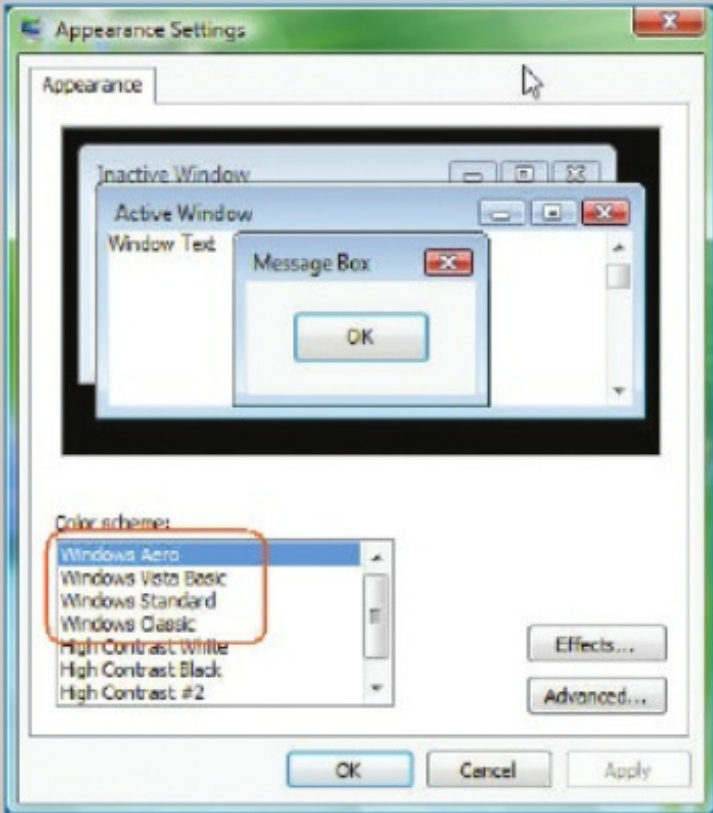 Appearance Settings
Appearance
Inactive Window
Active Window
Window Text
Message Box
OK
Color scheme:
Windows Aero
Windows Vista Basic
Windows Standard
Windows Classic
High Contrast White
High Contrast Black
High Contrast #2
Effects...
Advanced...
OK
Cancel
Apply